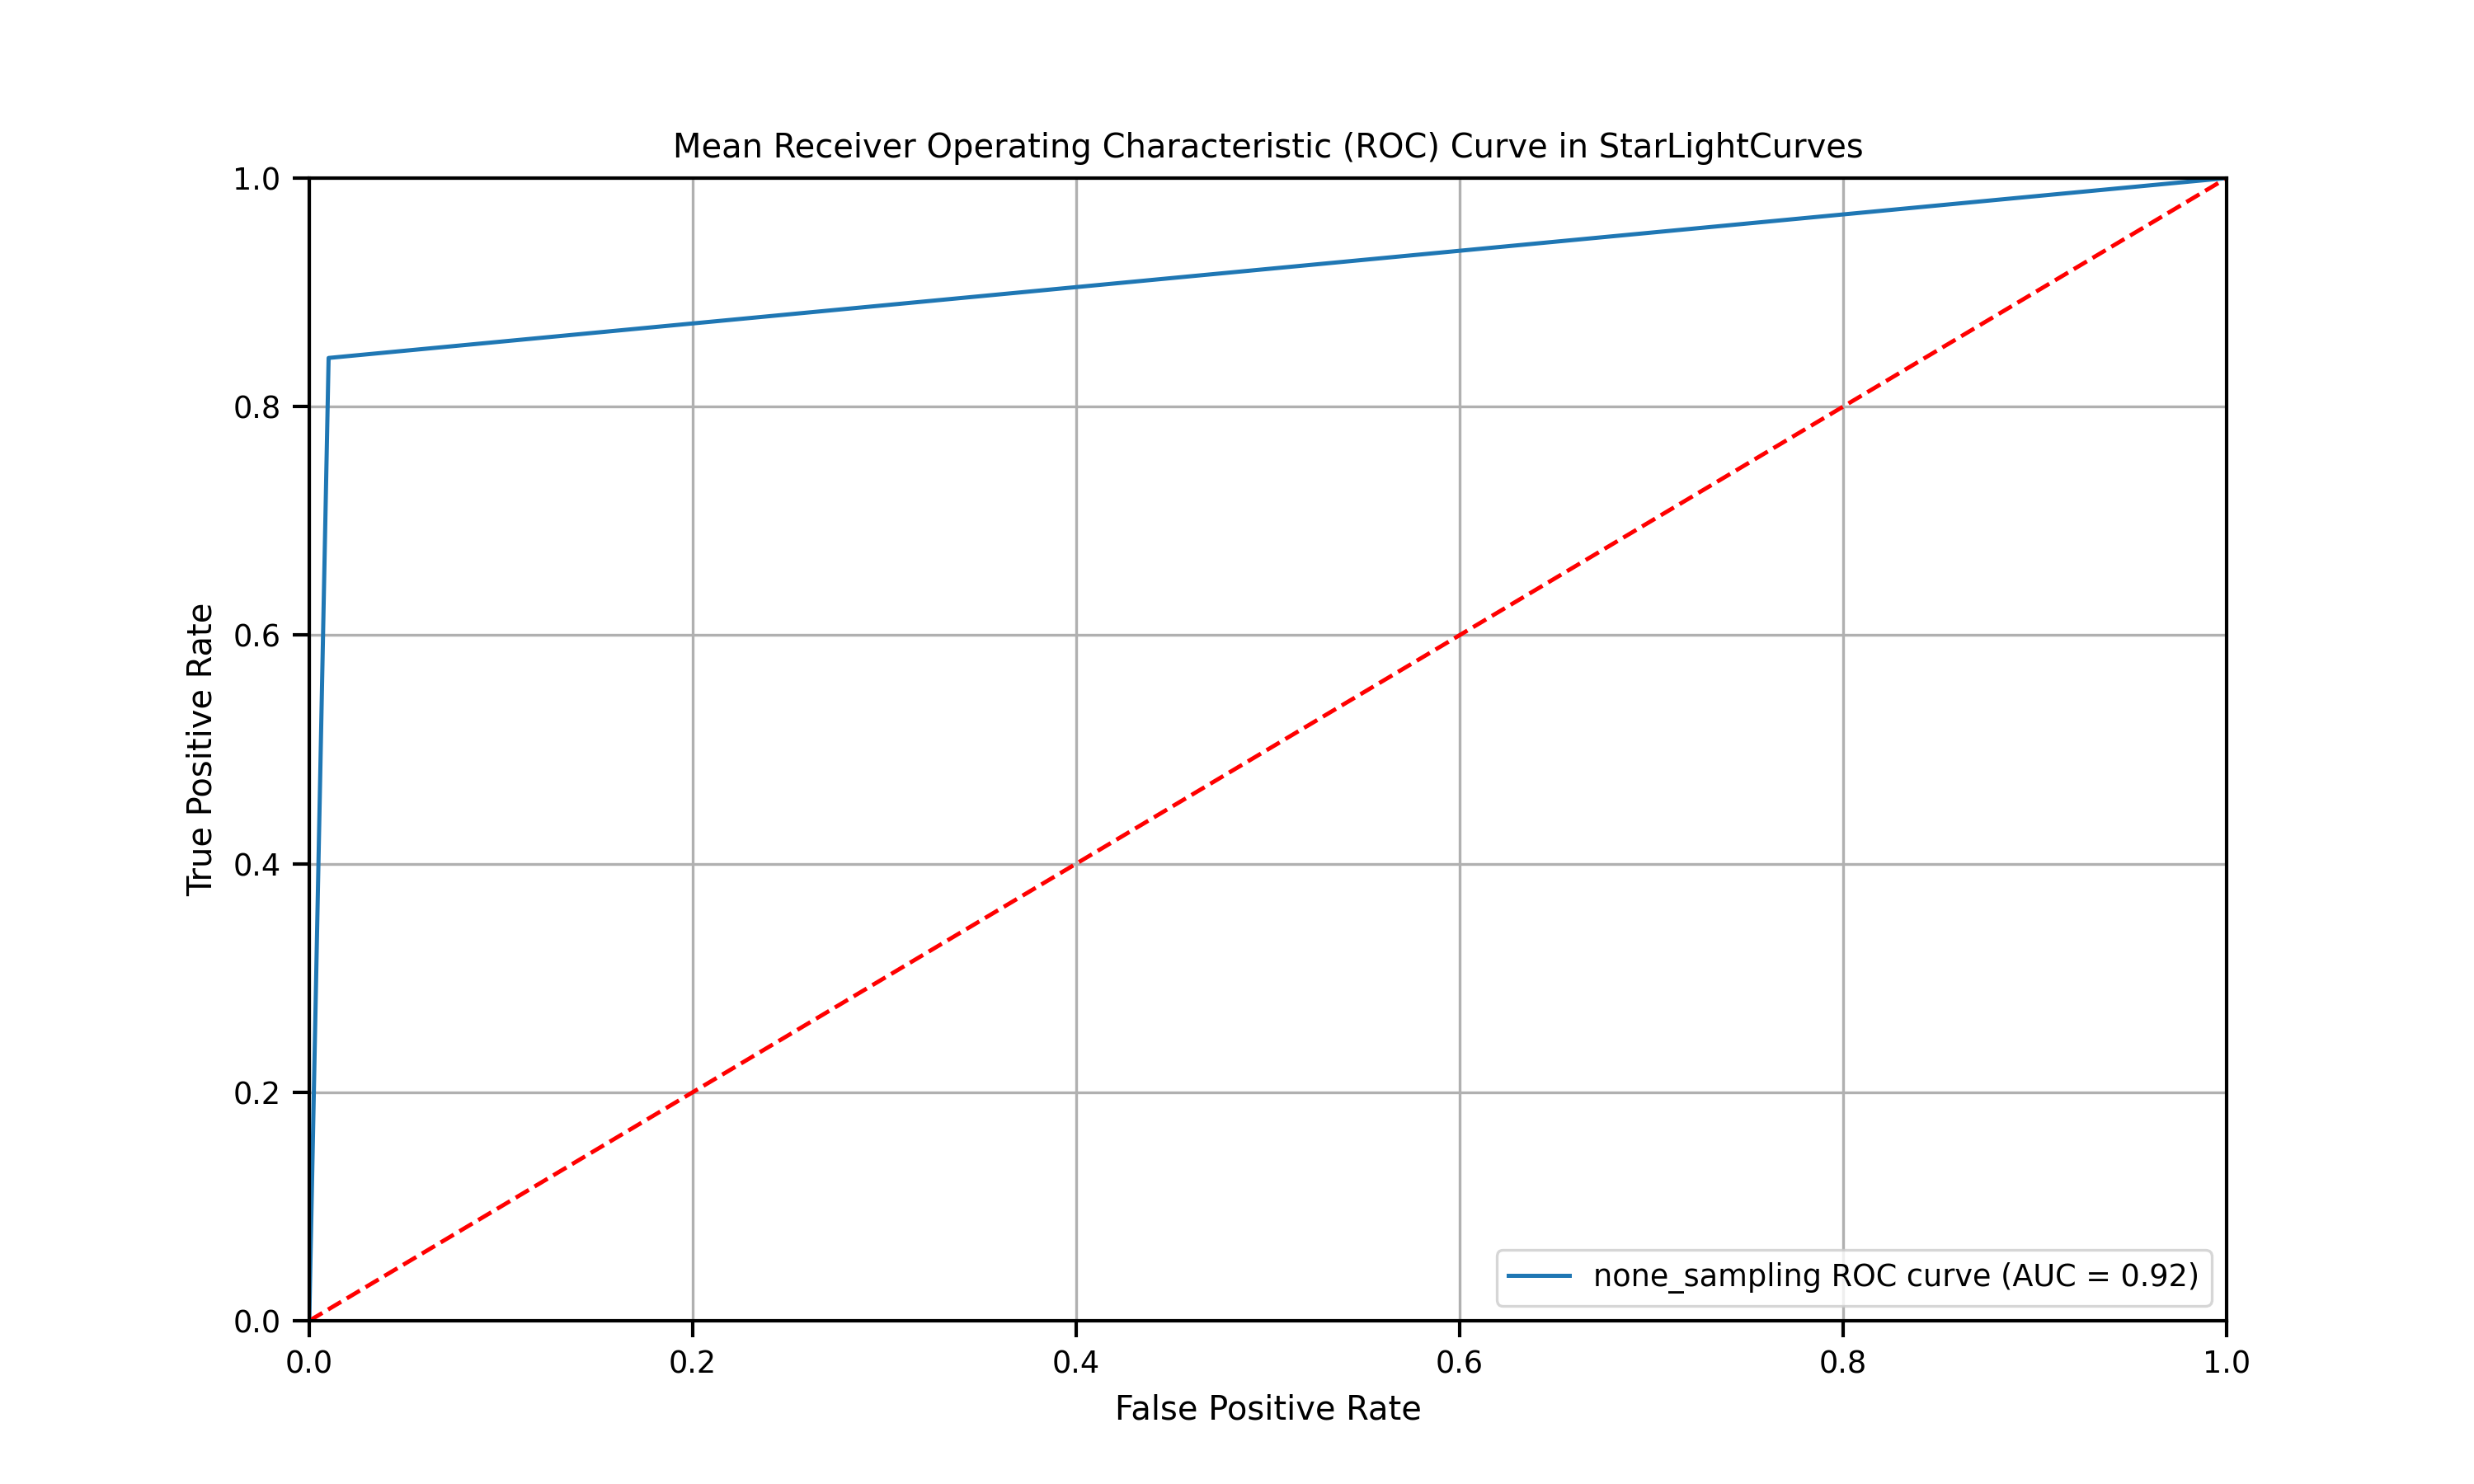 Mean Receiver Operating Characteristic (ROC) Curve in StarLightCurves
1.0
0.8
0.6
0.4
0.2
0.0
True Positive Rate
none_sampling ROC curve (AUC = 0.92)
0.0 0.2 0.4 0.6 0.8 1.0
False Positive Rate